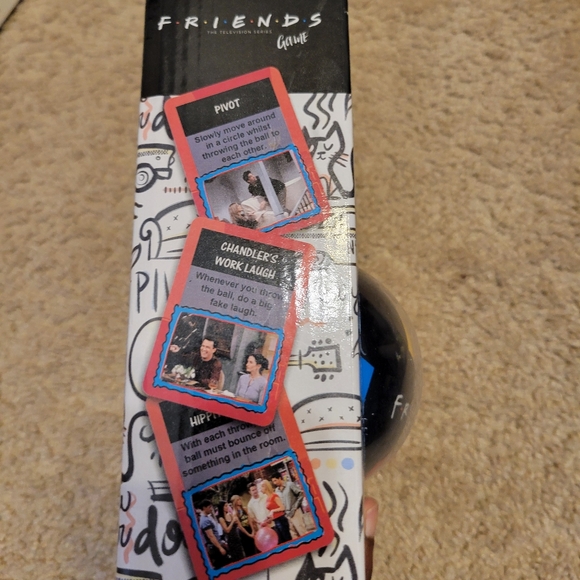 F·R·I·E·N·D·S
THE TELEVISION SERIES
Game
PIVOT
Slowly move around
in a circle whilst
throwing the ball to
each other.
CHANDLER'S
WORK LAUGH
Whenever you throw
the ball, do a big
fake laugh.
With each
ball must bounce off
something in the room.
PI
do